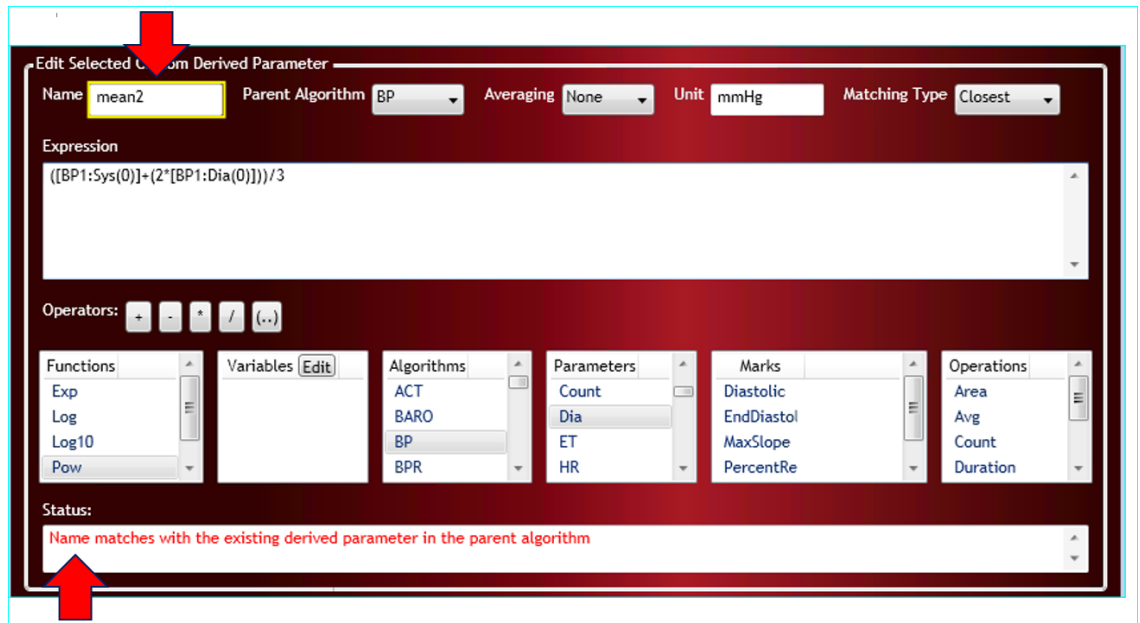 Edit Selected C om Derived Parameter
Name mean2 Parent Algorithm BP Averaging None Unit mmHg Matching Type Closest
Expression
([BP1:Sys(0)]+(2*[BP1:Dia(0)]))/3
Operators: + - * / (..)
Functions Variables Edit Algorithms Parameters Marks Operations
Exp ACT Count Diastolic Area
Log BARO Dia EndDiastol Avg
Log10 BP ET MaxSlope Count
Pow BPR HR PercentRe Duration
Status:
Name matches with the existing derived parameter in the parent algorithm